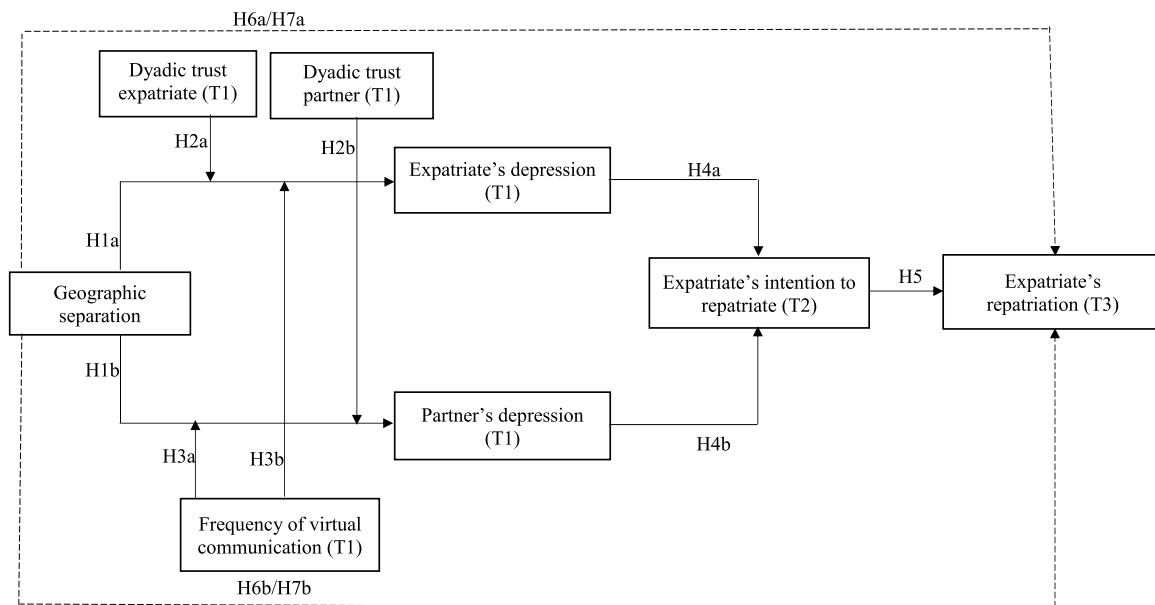 H6a/H7a
Dyadic trust
expatriate (T1)
Dyadic trust
partner (T1)
H2a
H2b
Expatriate’s depression
(T1)
H4a
H1a
Geographic
separation
Expatriate’s intention to
repatriate (T2)
H5
Expatriate’s
repatriation (T3)
H1b
Partner’s depression
(T1)
H4b
H3a
H3b
Frequency of virtual
communication (T1)
H6b/H7b